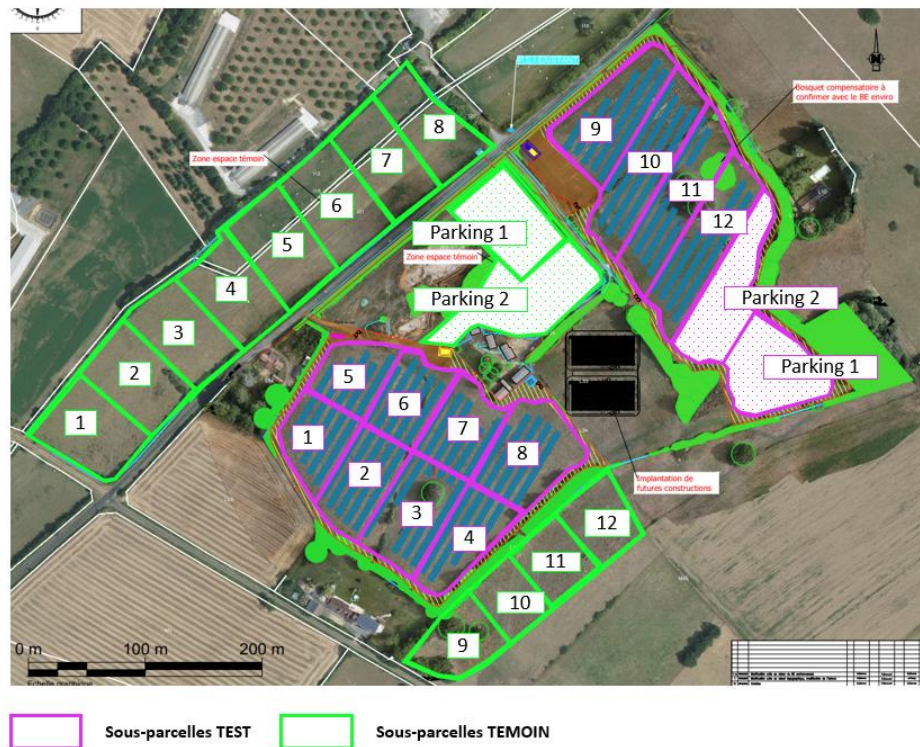 8
7
6
5
4
3
2
1
Zone espace témoin
Bosquet compensatoire à
confirmer avec le BE enviro
9
10
11
12
Parking 1
Zone espace témoin
Parking 2
Parking 2
Parking 1
5
6
7
8
1
2
3
4
Implantation de
futures constructions
12
11
10
9
0 m 100 m 200 m
Echelle graphique
Sous-parcelles TEST
Sous-parcelles TEMOIN